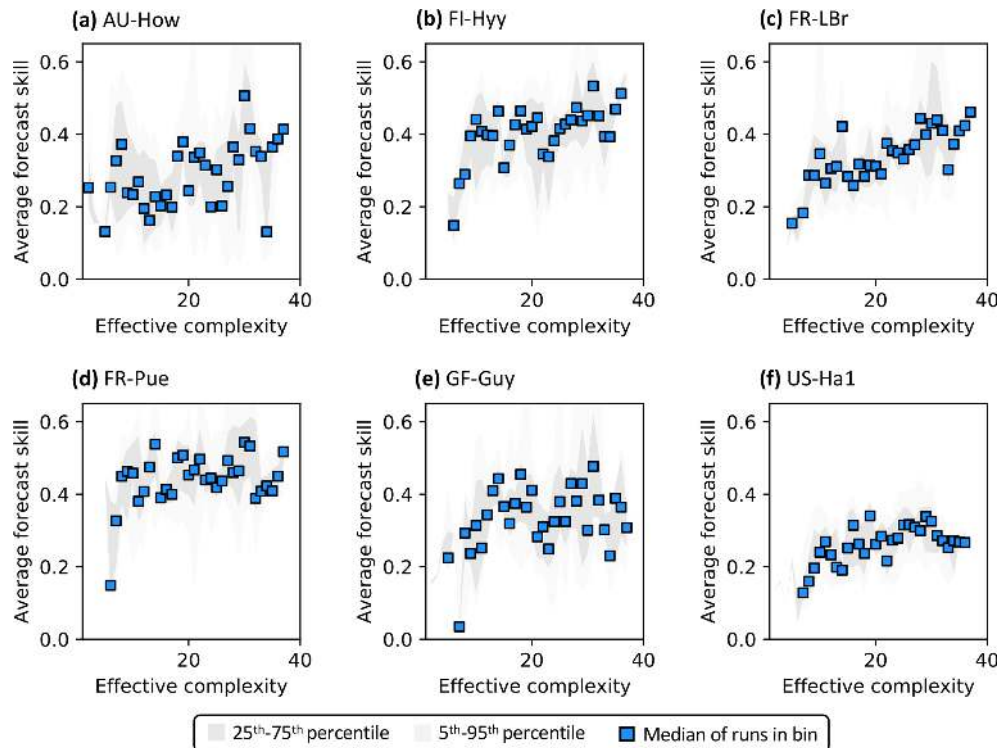 (a) AU-How
(b) FI-Hyy
(c) FR-LBr
Average forecast skill
0.6
0.4
0.2
0.0
20
40
Effective complexity
Average forecast skill
0.6
0.4
0.2
0.0
20
40
Effective complexity
Average forecast skill
0.6
0.4
0.2
0.0
20
40
Effective complexity
(d) FR-Pue
(e) GF-Guy
(f) US-Ha1
Average forecast skill
0.6
0.4
0.2
0.0
20
40
Effective complexity
Average forecast skill
0.6
0.4
0.2
0.0
20
40
Effective complexity
Average forecast skill
0.6
0.4
0.2
0.0
20
40
Effective complexity
25th-75th percentile 5th-95th percentile Median of runs in bin